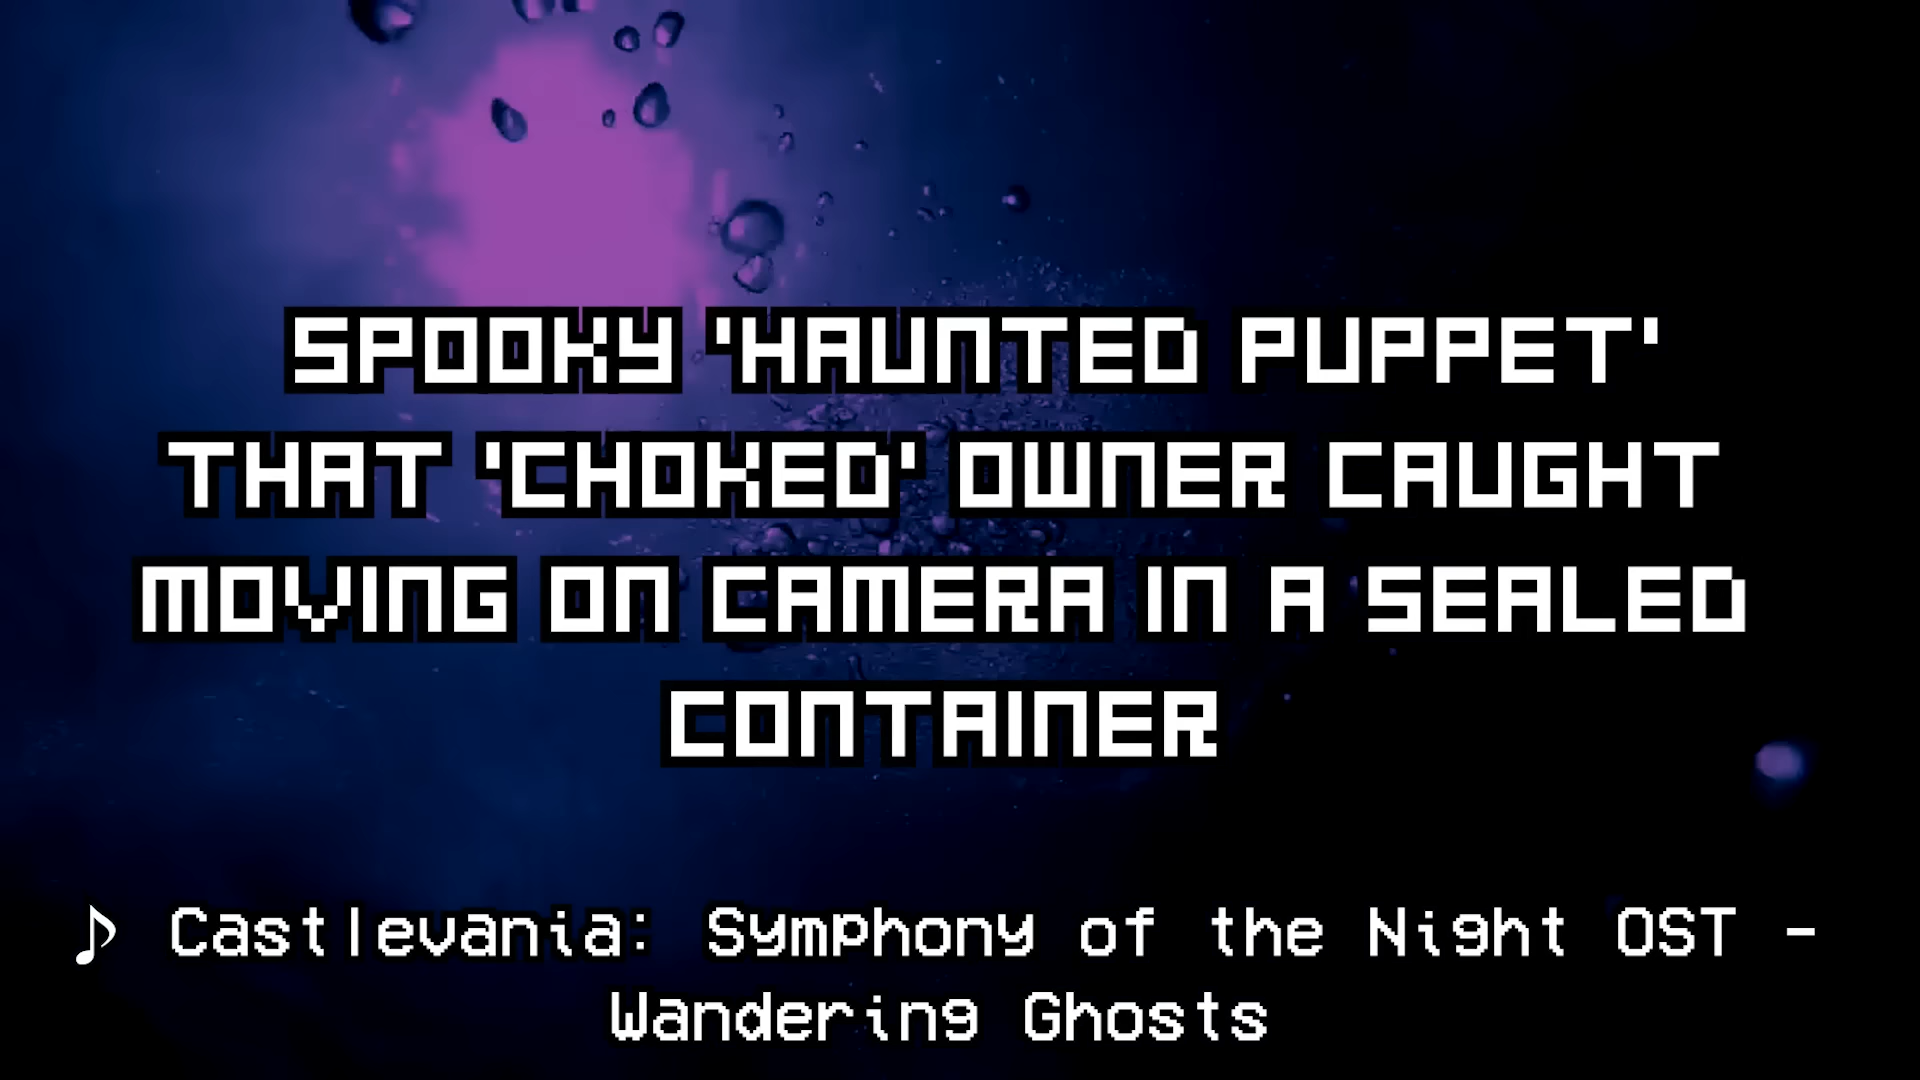 SPOOKY 'HAUNTED PUPPET'
THAT 'CHOKED' OWNER CAUGHT
MOVING ON CAMERA IN A SEALED
CONTAINER
♪ Castlevania: Symphony of the Night OST -
Wandering Ghosts